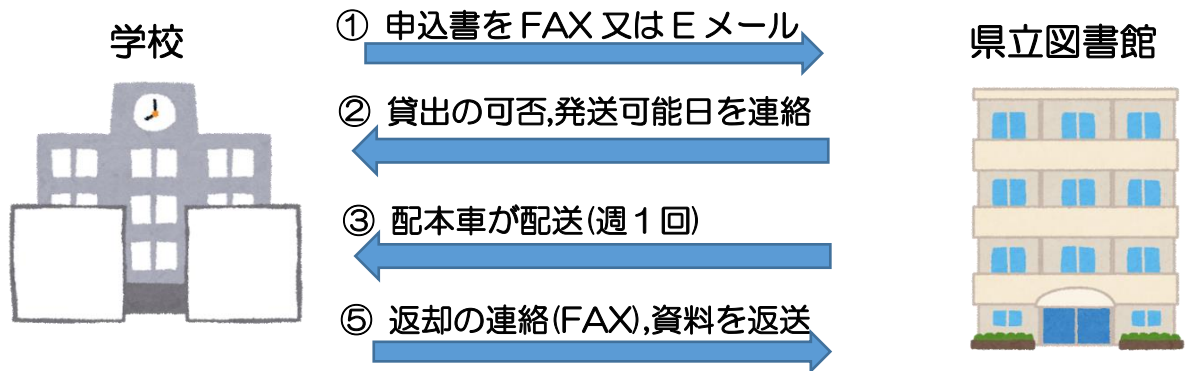 学校
県立図書館
① 申込書をFAX 又は E メール
② 貸出の可否,発送可能日を連絡
③ 配本車が配送(週１回)
⑤ 返却の連絡(FAX),資料を返送